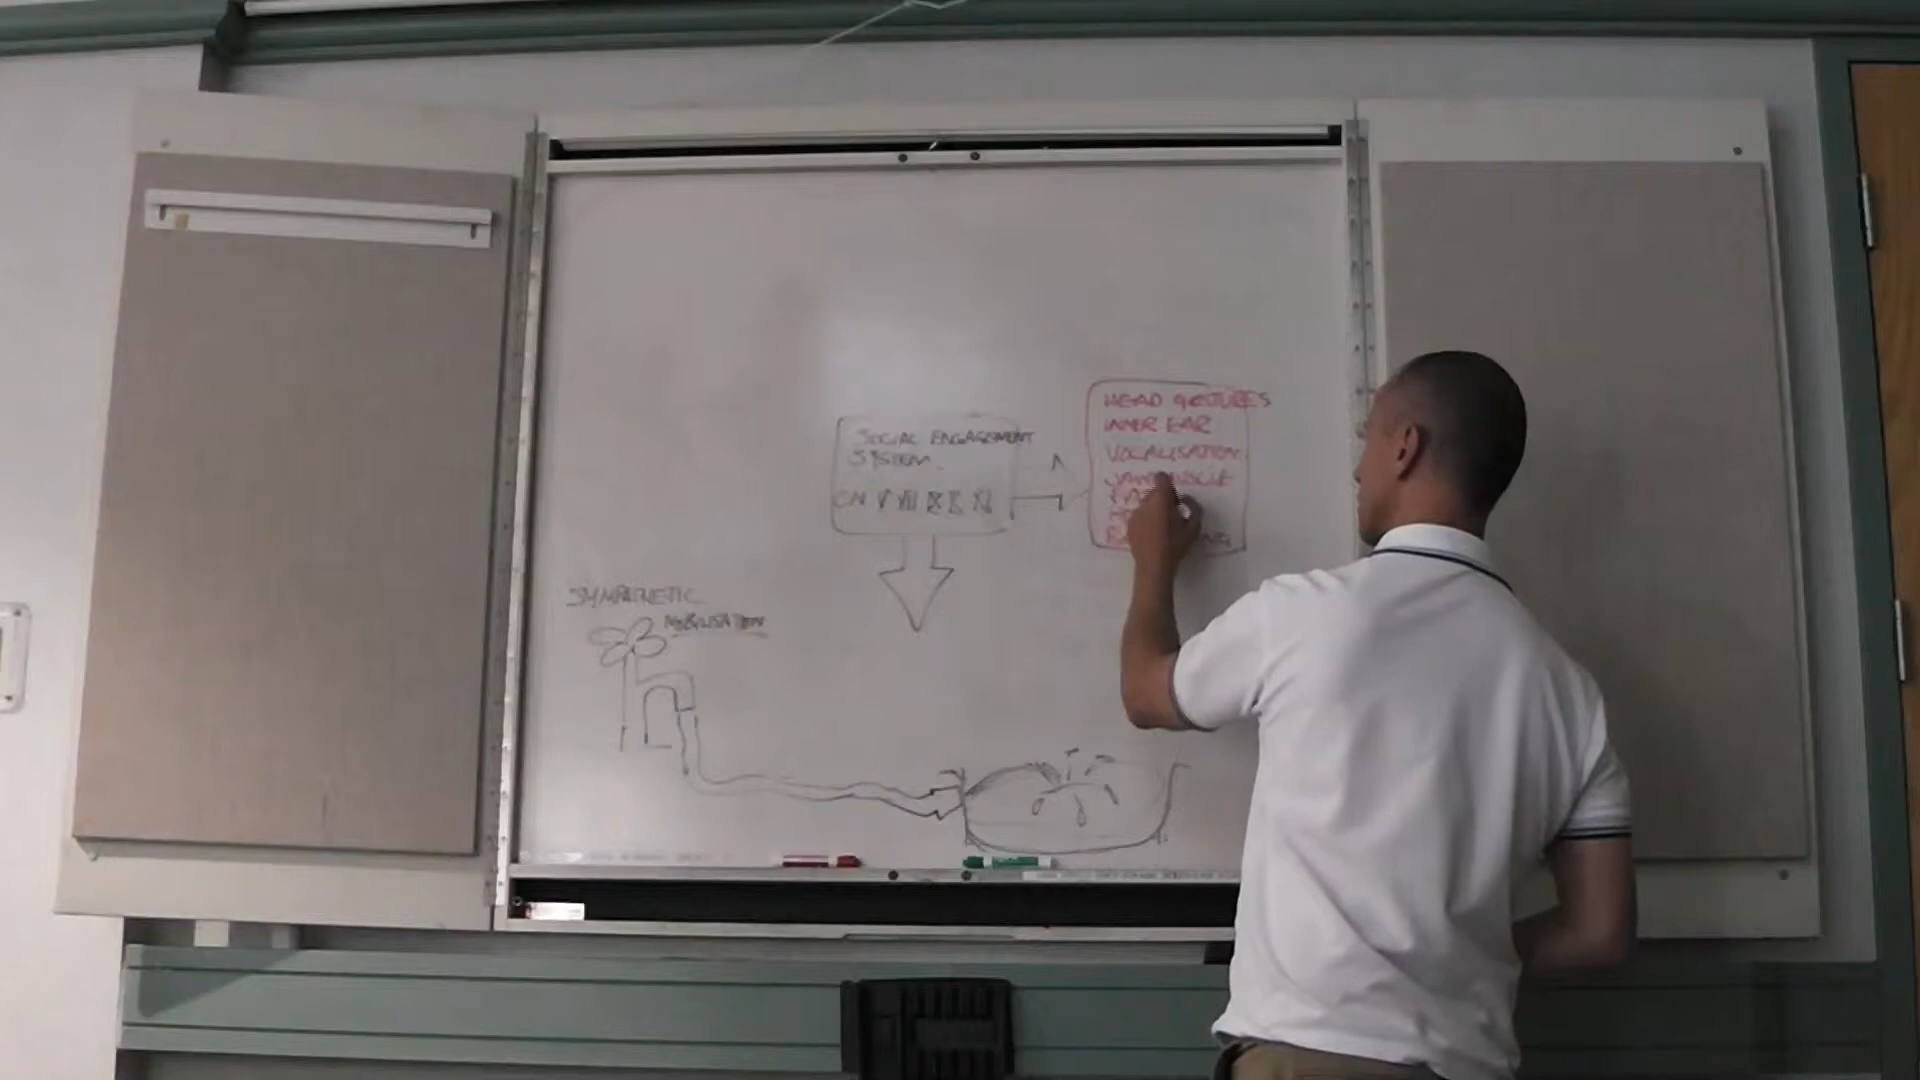 SOCIAL ENGAGEMENT
SYSTEM.
CN V VII IX X XI
HEAD GESTURES
INNER EAR
VOCALISATION
SYMPATHETIC
MOBILISATION